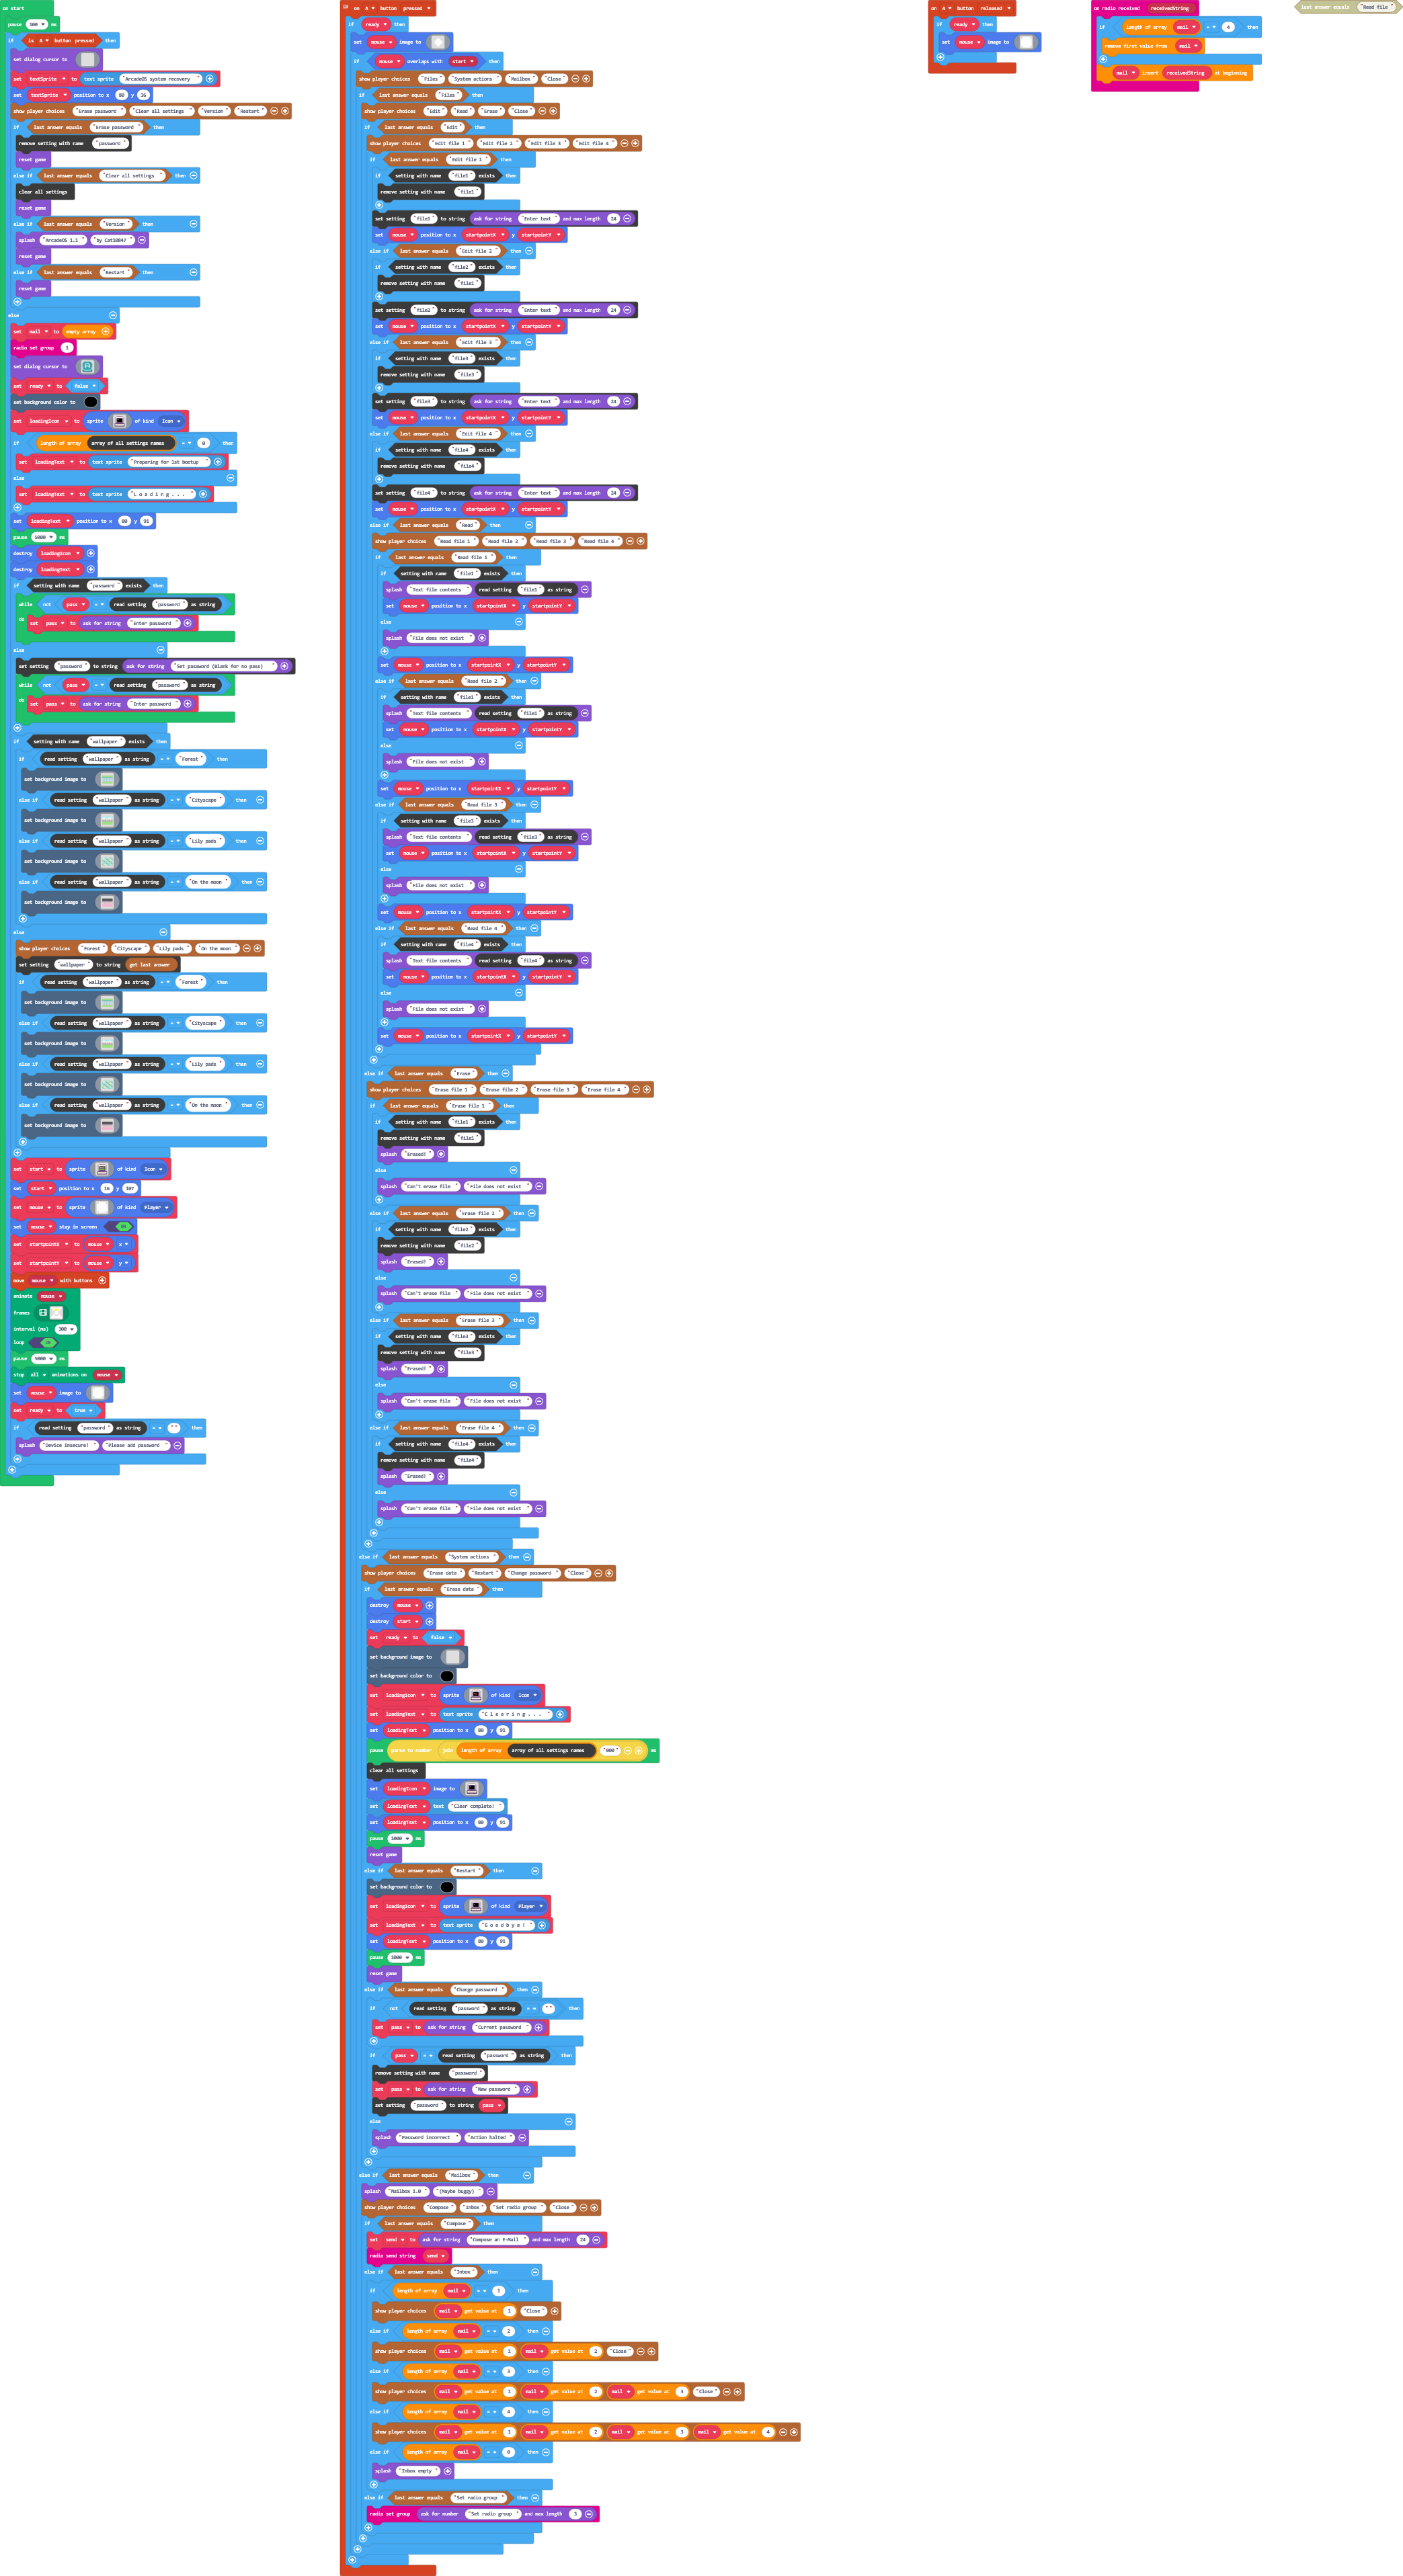 on start
pause 100 ms
if is A button pressed then
set dialog cursor to
set textSprite to text sprite "ArcadeOS system recovery"
set textSprite position to x 80 y 16
show player choices "Erase password" "Clear all settings" "Version" "Restart"
if last answer equals "Erase password" then
remove setting with name "password"
reset game
else if last answer equals "Clear all settings" then
clear all settings
reset game
else if last answer equals "Version" then
splash "ArcadeOS 1.1" "by Cat10047"
reset game
else if last answer equals "Restart" then
reset game
else
set mail to empty array
radio set group 1
set dialog cursor to
set ready to false
set background color to
set loadingIcon to sprite of kind Icon
if length of array array of all settings names = 0 then
set loadingText to text sprite "Preparing for 1st bootup"
else
set loadingText to text sprite "L o a d i n g . . ."
set loadingText position to x 80 y 91
pause 5000 ms
destroy loadingIcon
destroy loadingText
if setting with name "password" exists then
while not pass = read setting "password" as string
do set pass to ask for string "Enter password"
else
set setting "password" to string ask for string "Set password (Blank for no pass)"
while not pass = read setting "password" as string
do set pass to ask for string "Enter password"
if setting with name "wallpaper" exists then
if read setting "wallpaper" as string = "Forest" then
set background image to
else if read setting "wallpaper" as string = "Cityscape" then
set background image to
else if read setting "wallpaper" as string = "Lily pads" then
set background image to
else if read setting "wallpaper" as string = "On the moon" then
set background image to
else
show player choices "Forest" "Cityscape" "Lily pads" "On the moon"
set setting "wallpaper" to string get last answer
if read setting "wallpaper" as string = "Forest" then
set background image to
else if read setting "wallpaper" as string = "Cityscape" then
set background image to
else if read setting "wallpaper" as string = "Lily pads" then
set background image to
else if read setting "wallpaper" as string = "On the moon" then
set background image to
set start to sprite of kind Icon
set start position to x 16 y 107
set mouse to sprite of kind Player
set mouse stay in screen ON
set startpointX to mouse x
set startpointY to mouse y
move mouse with buttons
animate mouse
frames
interval (ms) 300
loop ON
pause 5000 ms
stop all animations on mouse
set mouse image to
set ready to true
if read setting "password" as string = "" then
splash "Device insecure!" "Please add password"
on A button pressed
if ready then
set mouse image to
if mouse overlaps with start then
show player choices "Files" "System actions" "Mailbox" "Close"
if last answer equals "Files" then
show player choices "Edit" "Read" "Erase" "Close"
if last answer equals "Edit" then
show player choices "Edit file 1" "Edit file 2" "Edit file 3" "Edit file 4"
if last answer equals "Edit file 1" then
if setting with name "file1" exists then
remove setting with name "file1"
set setting "file1" to string ask for string "Enter text" and max length 24
set mouse position to x startpointX y startpointY
else if last answer equals "Edit file 2" then
if setting with name "file2" exists then
remove setting with name "file1"
set setting "file2" to string ask for string "Enter text" and max length 24
set mouse position to x startpointX y startpointY
else if last answer equals "Edit file 3" then
if setting with name "file3" exists then
remove setting with name "file3"
set setting "file3" to string ask for string "Enter text" and max length 24
set mouse position to x startpointX y startpointY
else if last answer equals "Edit file 4" then
if setting with name "file4" exists then
remove setting with name "file4"
set setting "file4" to string ask for string "Enter text" and max length 24
set mouse position to x startpointX y startpointY
else if last answer equals "Read" then
show player choices "Read file 1" "Read file 2" "Read file 3" "Read file 4"
if last answer equals "Read file 1" then
if setting with name "file1" exists then
splash "Text file contents" read setting "file1" as string
set mouse position to x startpointX y startpointY
else
splash "File does not exist"
set mouse position to x startpointX y startpointY
else if last answer equals "Read file 2" then
if setting with name "file1" exists then
splash "Text file contents" read setting "file1" as string
set mouse position to x startpointX y startpointY
else
splash "File does not exist"
set mouse position to x startpointX y startpointY
else if last answer equals "Read file 3" then
if setting with name "file3" exists then
splash "Text file contents" read setting "file3" as string
set mouse position to x startpointX y startpointY
else
splash "File does not exist"
set mouse position to x startpointX y startpointY
else if last answer equals "Read file 4" then
if setting with name "file4" exists then
splash "Text file contents" read setting "file4" as string
set mouse position to x startpointX y startpointY
else
splash "File does not exist"
set mouse position to x startpointX y startpointY
else if last answer equals "Erase" then
show player choices "Erase file 1" "Erase file 2" "Erase file 3" "Erase file 4"
if last answer equals "Erase file 1" then
if setting with name "file1" exists then
remove setting with name "file1"
splash "Erased!"
else
splash "Can't erase file" "File does not exist"
else if last answer equals "Erase file 2" then
if setting with name "file2" exists then
remove setting with name "file2"
splash "Erased!"
else
splash "Can't erase file" "File does not exist"
else if last answer equals "Erase file 3" then
if setting with name "file3" exists then
remove setting with name "file3"
splash "Erased!"
else
splash "Can't erase file" "File does not exist"
else if last answer equals "Erase file 4" then
if setting with name "file4" exists then
remove setting with name "file4"
splash "Erased!"
else
splash "Can't erase file" "File does not exist"
else if last answer equals "System actions" then
show player choices "Erase data" "Restart" "Change password" "Close"
if last answer equals "Erase data" then
destroy mouse
destroy start
set ready to false
set background image to
set background color to
set loadingIcon to sprite of kind Icon
set loadingText to text sprite "C l e a r i n g . . ."
set loadingText position to x 80 y 91
pause parse to number join length of array array of all settings names "000" ms
clear all settings
set loadingIcon image to
set loadingText text "Clear complete!"
set loadingText position to x 80 y 91
pause 1000 ms
reset game
else if last answer equals "Restart" then
set background color to
set loadingIcon to sprite of kind Player
set loadingText to text sprite "G o o d b y e !"
set loadingText position to x 80 y 91
pause 1000 ms
reset game
else if last answer equals "Change password" then
if not read setting "password" as string = "" then
set pass to ask for string "Current password"
if pass = read setting "password" as string then
remove setting with name "password"
set pass to ask for string "New password"
set setting "password" to string pass
else
splash "Password incorrect" "Action halted"
else if last answer equals "Mailbox" then
splash "Mailbox 1.0" "(Maybe buggy)"
show player choices "Compose" "Inbox" "Set radio group" "Close"
if last answer equals "Compose" then
set send to ask for string "Compose an E-Mail" and max length 24
radio send string send
else if last answer equals "Inbox" then
if length of array mail = 1 then
show player choices mail get value at 1 "Close"
else if length of array mail = 2 then
show player choices mail get value at 1 mail get value at 2 "Close"
else if length of array mail = 3 then
show player choices mail get value at 1 mail get value at 2 mail get value at 3 "Close"
else if length of array mail = 4 then
show player choices mail get value at 1 mail get value at 2 mail get value at 3 mail get value at 4
else if length of array mail = 0 then
splash "Inbox empty"
else if last answer equals "Set radio group" then
radio set group ask for number "Set radio group" and max length 3
on A button released
if ready then
set mouse image to
on radio received receivedString
if length of array mail = 4 then
remove first value from mail
mail insert receivedString at beginning
last answer equals "Read file"